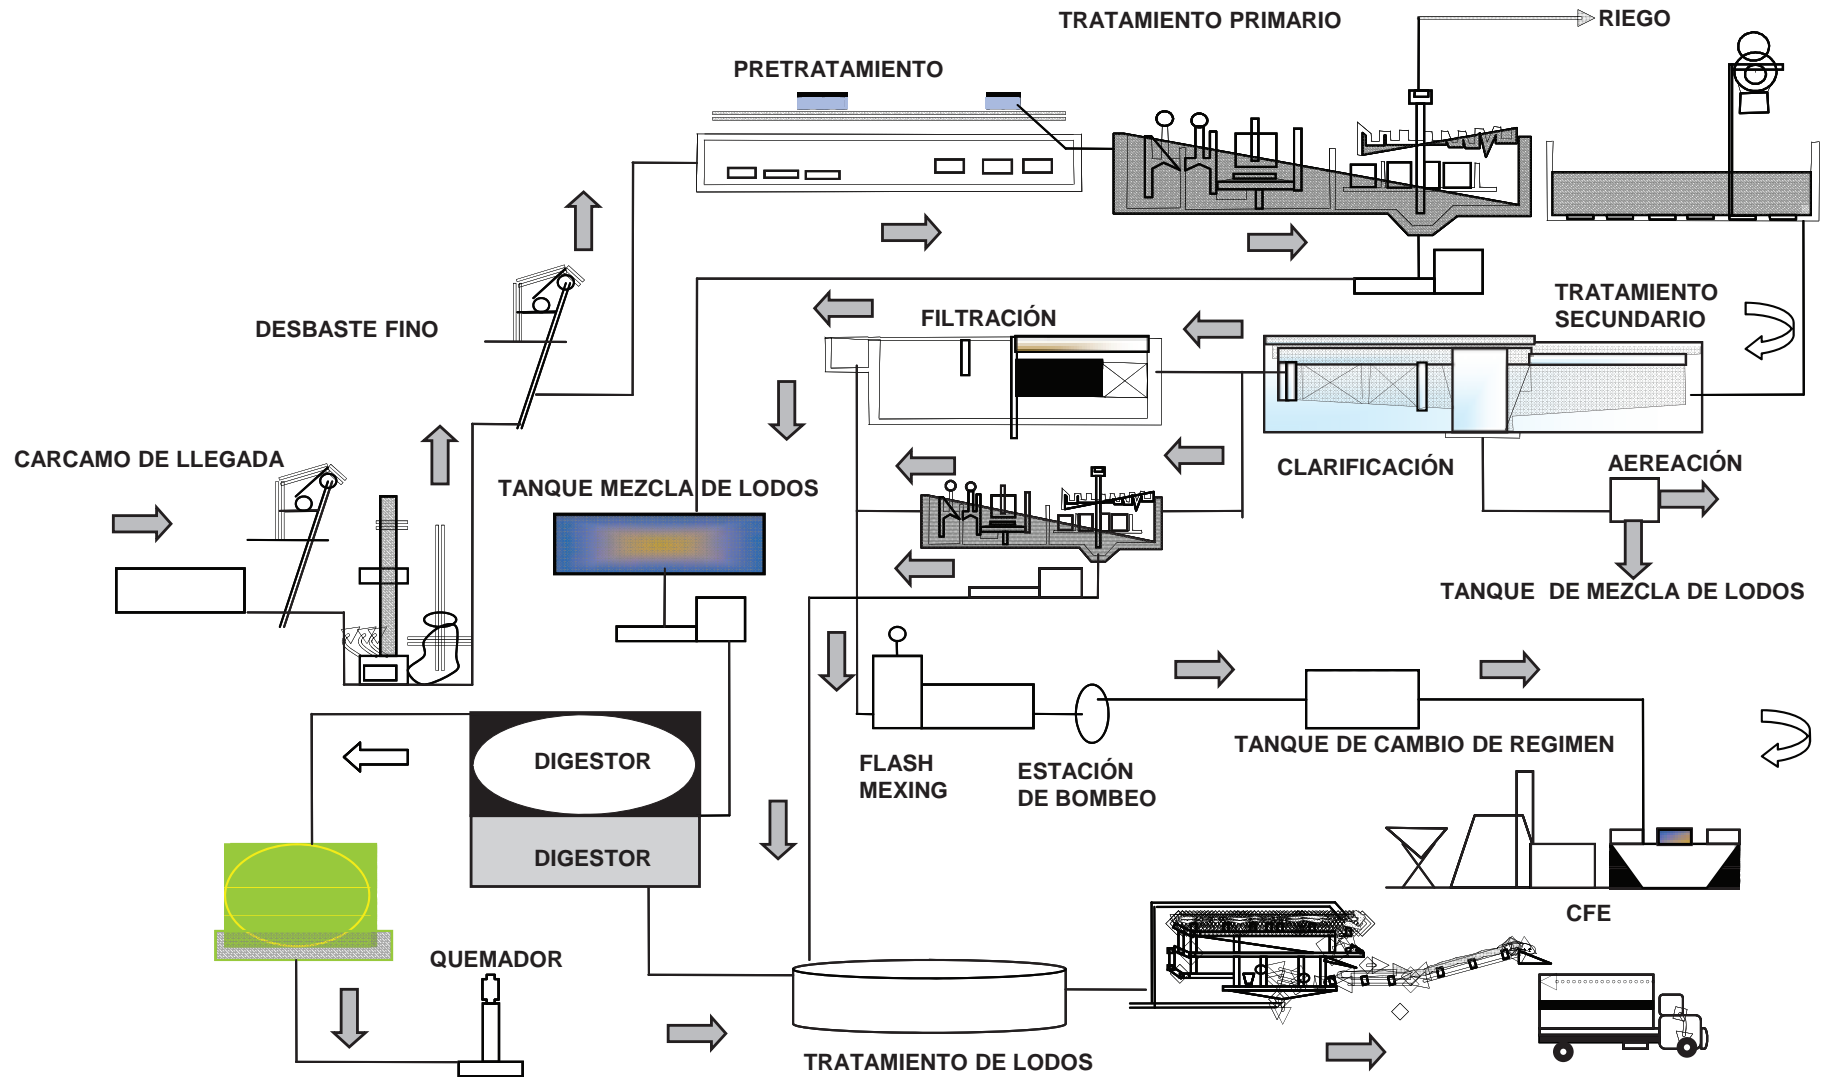 TRATAMIENTO PRIMARIO
RIEGO
PRETRATAMIENTO
DESBASTE FINO
FILTRACIÓN
TRATAMIENTO
SECUNDARIO
CARCAMO DE LLEGADA
TANQUE MEZCLA DE LODOS
CLARIFICACIÓN
AEREACIÓN
TANQUE DE MEZCLA DE LODOS
DIGESTOR
DIGESTOR
FLASH
MEXING
ESTACIÓN
DE BOMBEO
TANQUE DE CAMBIO DE REGIMEN
CFE
QUEMADOR
TRATAMIENTO DE LODOS